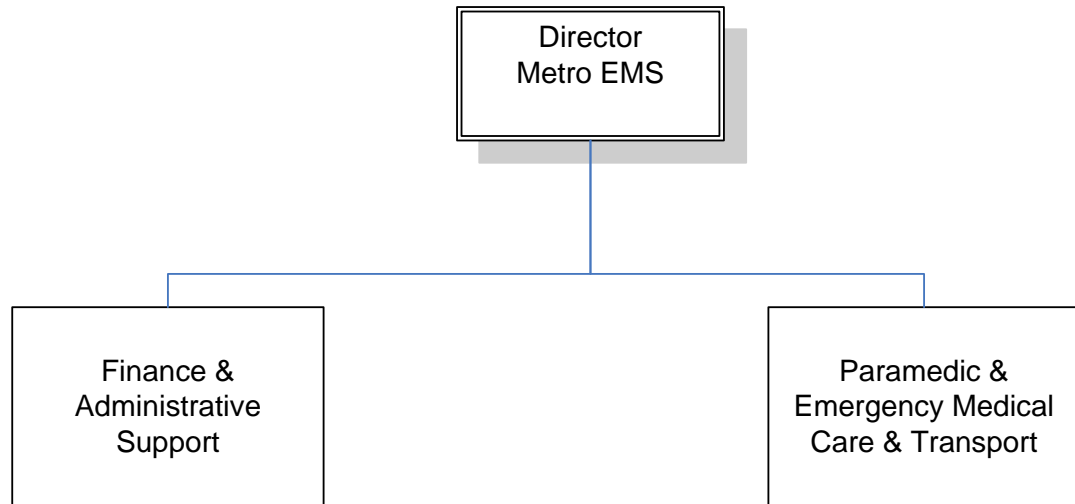 Director
Metro EMS
Finance &
Administrative
Support
Paramedic &
Emergency Medical
Care & Transport